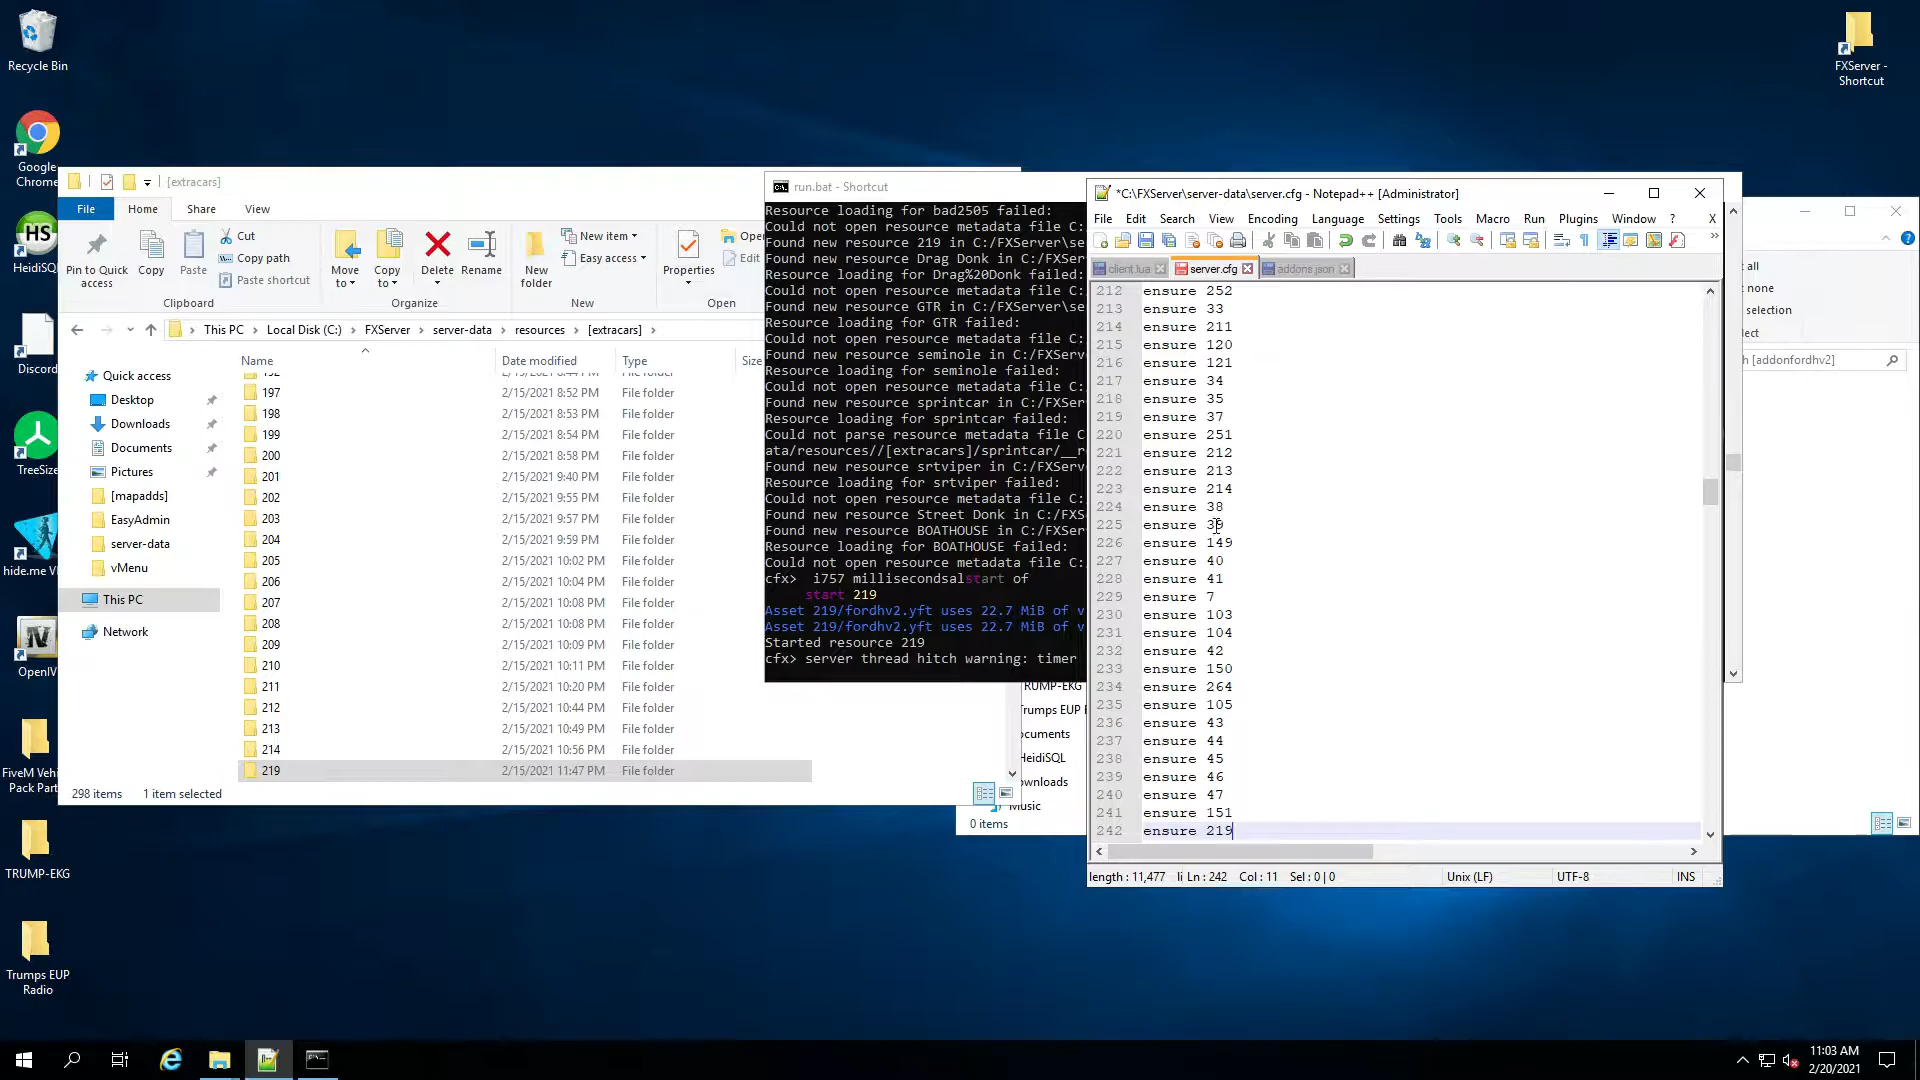 Recycle Bin
Google
Chrome
HeidiSQL
Discord
TreeSize
hide.me V
OpenIV
FiveM Vehi
Pack Part
TRUMP-EKG
Trumps EUP
Radio
FXServer -
Shortcut
[extracars]
File
Home
Share
View
Pin to Quick
access
Copy
Paste
Cut
Copy path
Paste shortcut
Clipboard
Move
to
Copy
to
Delete
Rename
Organize
New
folder
New item
Easy access
New
Properties
Ope
Edit
Open
This PC
Local Disk (C:)
FXServer
server-data
resources
[extracars]
Name
Date modified
Type
Size
Quick access
Desktop
Downloads
Documents
Pictures
[mapadds]
EasyAdmin
server-data
vMenu
This PC
Network
197 2/15/2021 8:52 PM File folder
198 2/15/2021 8:53 PM File folder
199 2/15/2021 8:54 PM File folder
200 2/15/2021 8:58 PM File folder
201 2/15/2021 9:40 PM File folder
202 2/15/2021 9:55 PM File folder
203 2/15/2021 9:57 PM File folder
204 2/15/2021 9:59 PM File folder
205 2/15/2021 10:02 PM File folder
206 2/15/2021 10:04 PM File folder
207 2/15/2021 10:08 PM File folder
208 2/15/2021 10:08 PM File folder
209 2/15/2021 10:09 PM File folder
210 2/15/2021 10:11 PM File folder
211 2/15/2021 10:20 PM File folder
212 2/15/2021 10:44 PM File folder
213 2/15/2021 10:49 PM File folder
214 2/15/2021 10:56 PM File folder
219 2/15/2021 11:47 PM File folder
298 items 1 item selected
run.bat - Shortcut
Resource loading for bad2505 failed:
Could not open resource metadata file C:
Found new resource 219 in C:/FXServer\se
Found new resource Drag Donk in C:/FXSer
Resource loading for Drag%20Donk failed:
Could not open resource metadata file C:
Found new resource GTR in C:/FXServer\se
Resource loading for GTR failed:
Could not open resource metadata file C:
Found new resource seminole in C:/FXServ
Resource loading for seminole failed:
Could not open resource metadata file C:
Found new resource sprintcar in C:/FXSer
Resource loading for sprintcar failed:
Could not parse resource metadata file C
ata/resources//[extracars]/sprintcar/__r
Found new resource srtviper in C:/FXServ
Resource loading for srtviper failed:
Could not open resource metadata file C:
Found new resource Street Donk in C:/FXS
Found new resource BOATHOUSE in C:/FXSer
Resource loading for BOATHOUSE failed:
Could not open resource metadata file C:
cfx> i757 millisecondsalstart of
start 219
Asset 219/fordhv2.yft uses 22.7 MiB of v
Asset 219/fordhv2.yft uses 22.7 MiB of v
Started resource 219
cfx> server thread hitch warning: timer
RUMP-EKG
Trumps EUP F
ocuments
HeidiSQL
ownloads
Music
0 items
*C:\FXServer\server-data\server.cfg - Notepad++ [Administrator]
File Edit Search View Encoding Language Settings Tools Macro Run Plugins Window ? X
client.lua
server.cfg
addons.json
212 ensure 252
213 ensure 33
214 ensure 211
215 ensure 120
216 ensure 121
217 ensure 34
218 ensure 35
219 ensure 37
220 ensure 251
221 ensure 212
222 ensure 213
223 ensure 214
224 ensure 38
225 ensure 39
226 ensure 149
227 ensure 40
228 ensure 41
229 ensure 7
230 ensure 103
231 ensure 104
232 ensure 42
233 ensure 150
234 ensure 264
235 ensure 105
236 ensure 43
237 ensure 44
238 ensure 45
239 ensure 46
240 ensure 47
241 ensure 151
242 ensure 219
length : 11,477 li Ln : 242 Col : 11 Sel : 0 | 0 Unix (LF) UTF-8 INS
all
none
selection
lect
h [addonfordhv2]
11:03 AM
2/20/2021